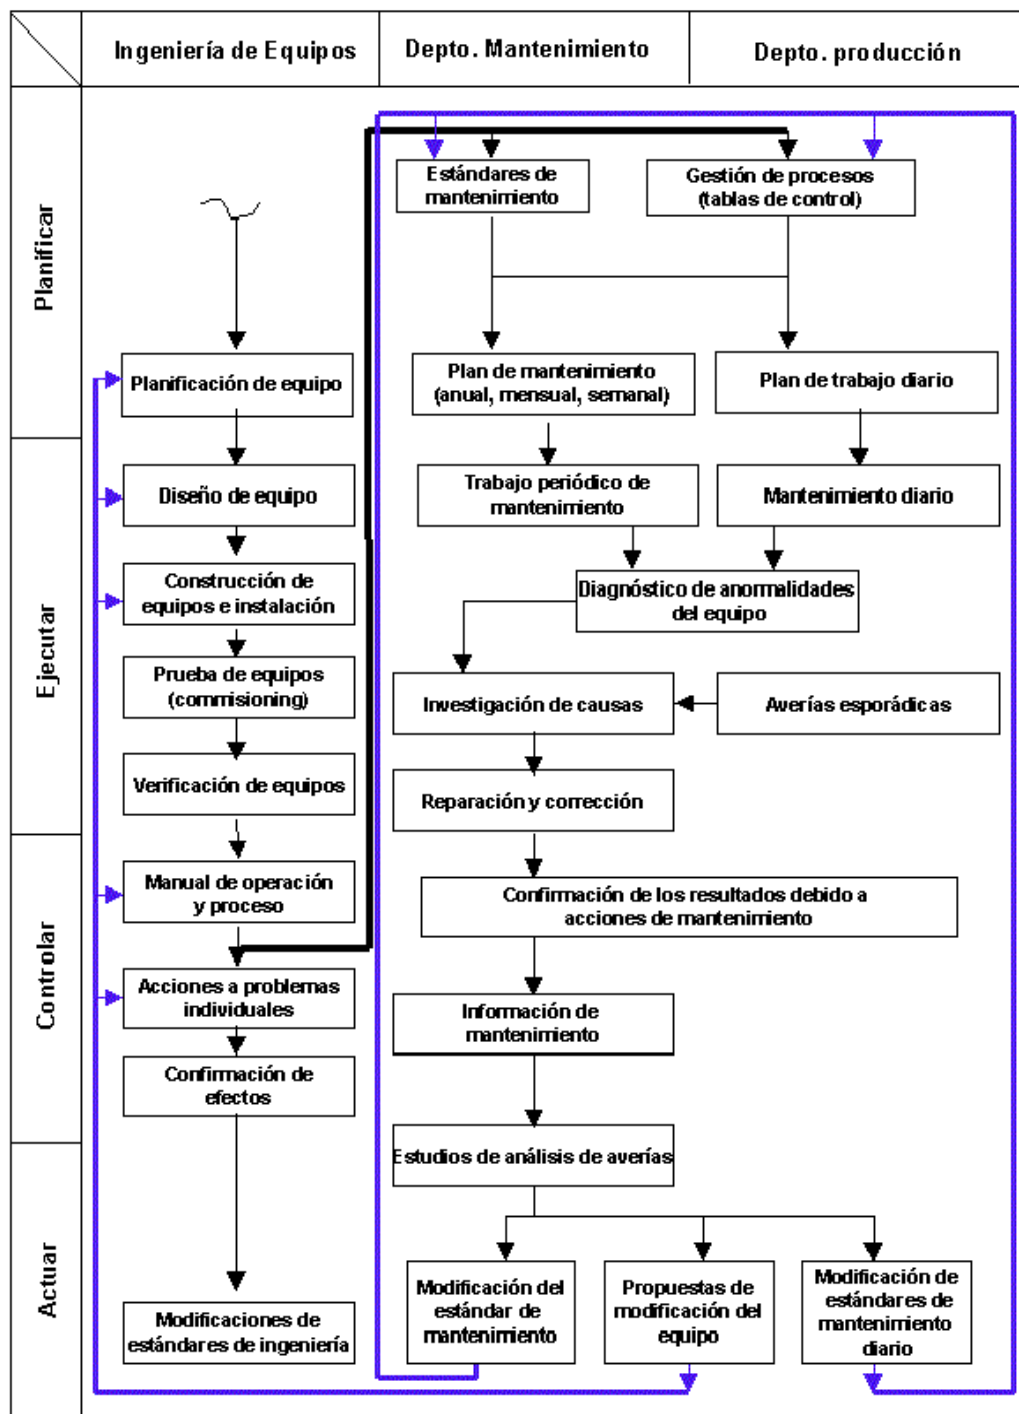 Ingeniería de Equipos
Depto. Mantenimiento
Depto. producción
Planificar
Estándares de
mantenimiento
Gestión de procesos
(tablas de control)
Planificación de equipo
Plan de mantenimiento
(anual, mensual, semanal)
Plan de trabajo diario
Ejecutar
Diseño de equipo
Trabajo periódico de
mantenimiento
Mantenimiento diario
Construcción de
equipos e instalación
Diagnóstico de anormalidades
del equipo
Prueba de equipos
(commisioning)
Investigación de causas
Averías esporádicas
Verificación de equipos
Reparación y corrección
Controlar
Manual de operación
y proceso
Confirmación de los resultados debido a
acciones de mantenimiento
Acciones a problemas
individuales
Información de
mantenimiento
Confirmación de
efectos
Actuar
Estudios de análisis de averías
Modificaciones de
estándares de ingeniería
Modificación del
estándar de
mantenimiento
Propuestas de
modificación del
equipo
Modificación de
estándares de
mantenimiento
diario